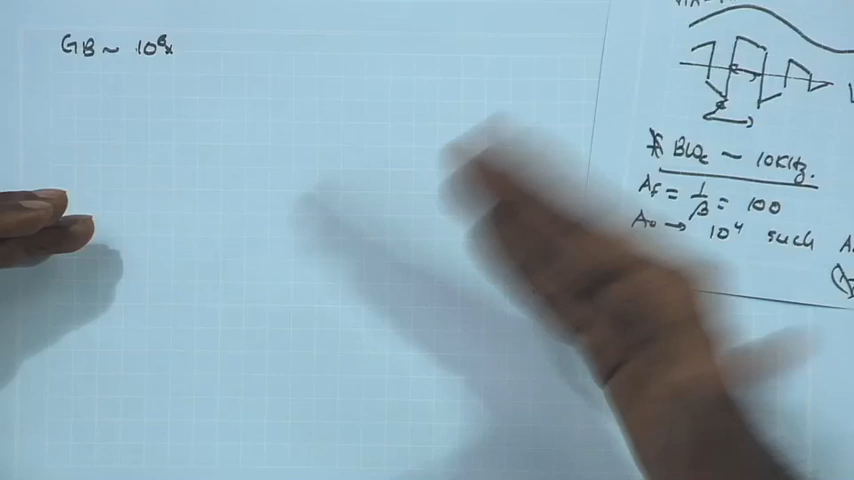 GB ~ 10⁶
* BW ~ 10KHz.
Af = 1/β = 100
A0 → 10⁴ such